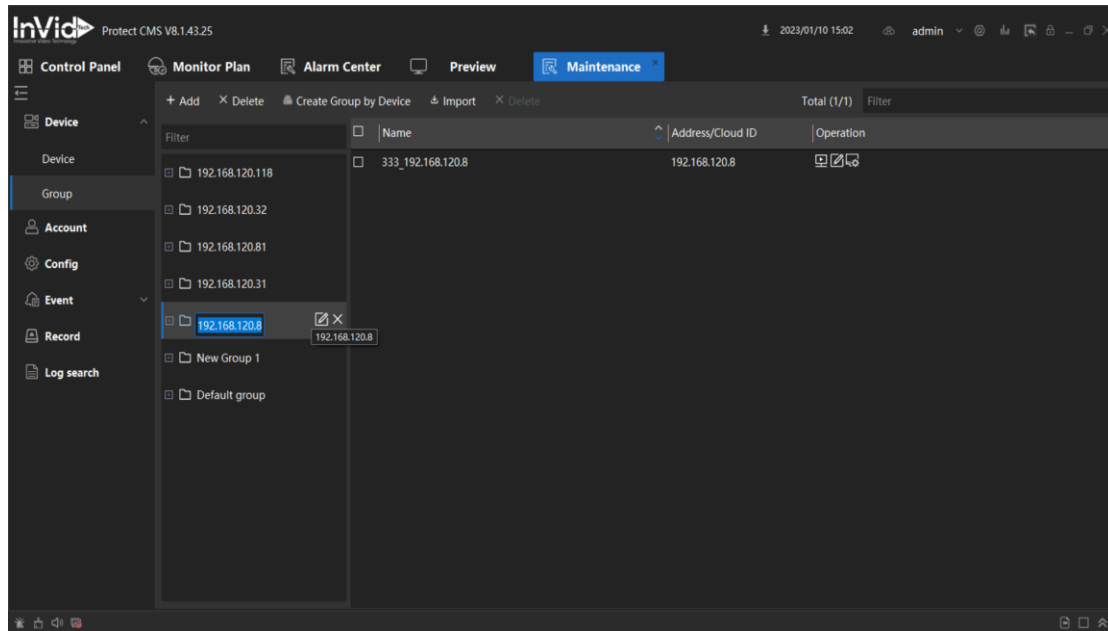 InVid Tech Protect CMS V8.1.43.25 2023/01/10 15:02 admin
Innovative Video Technology
Control Panel Monitor Plan Alarm Center Preview Maintenance
+ Add × Delete Create Group by Device Import × Delete Total (1/1) Filter
Device
Device
Group
Account
Config
Event
Record
Log search
Filter
192.168.120.118
192.168.120.32
192.168.120.81
192.168.120.31
192.168.120.8
192.168.120.8
New Group 1
Default group
Name Address/Cloud ID Operation
333_192.168.120.8 192.168.120.8